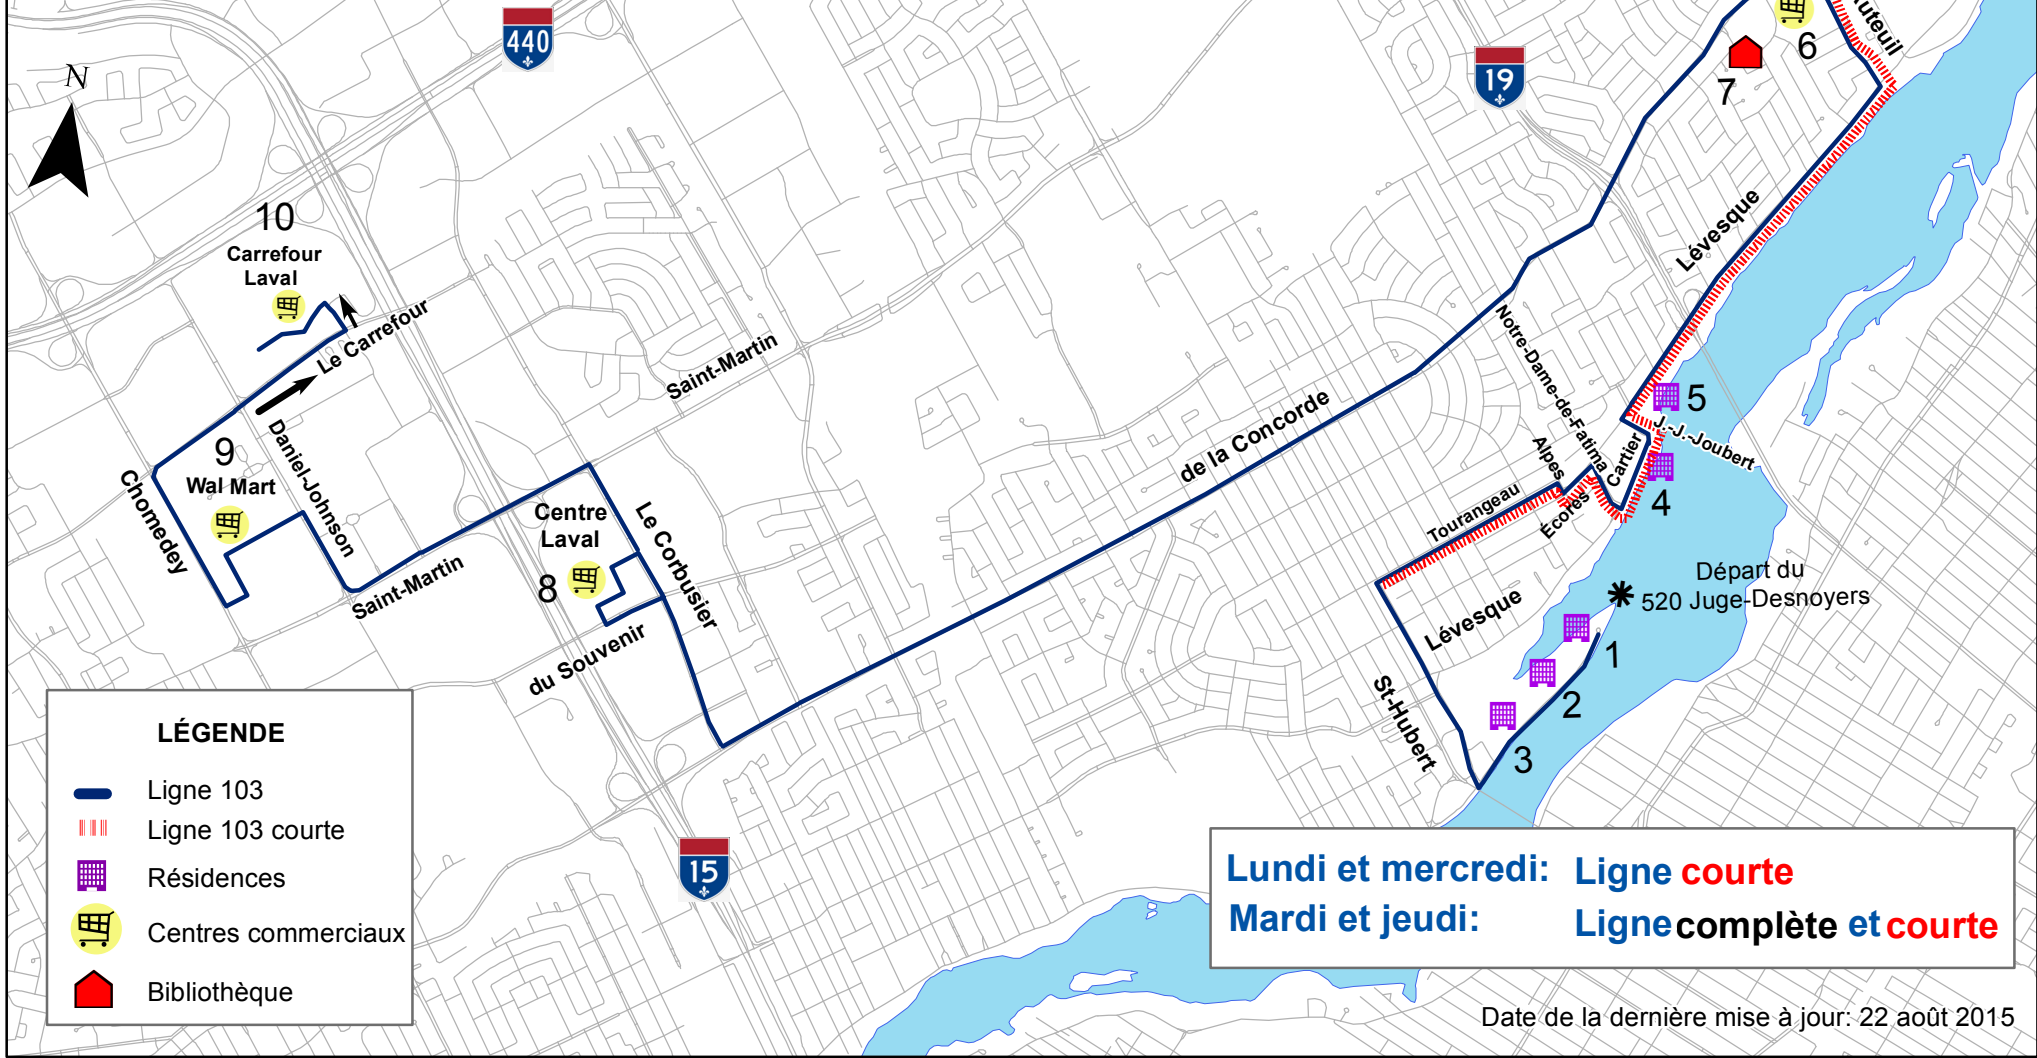 N
440
19
auteuil
6
7
10
Carrefour
Laval
Le Carrefour
Lévesque
Saint-Martin
Notre-Dame-de-Fatima
5
J.-J.-Joubert
de la Concorde
Alpes
Cartier
9
Wal Mart
Daniel-Johnson
Chomedey
Centre
Laval
8
Le Corbusier
Tourangeau
Écores
4
Saint-Martin
Départ du
520 Juge-Desnoyers
Lévesque
du Souvenir
1
2
St-Hubert
3
LÉGENDE
Ligne 103
Ligne 103 courte
Résidences
Centres commerciaux
Bibliothèque
15
Lundi et mercredi: Ligne courte
Mardi et jeudi: Ligne complète et courte
Date de la dernière mise à jour: 22 août 2015